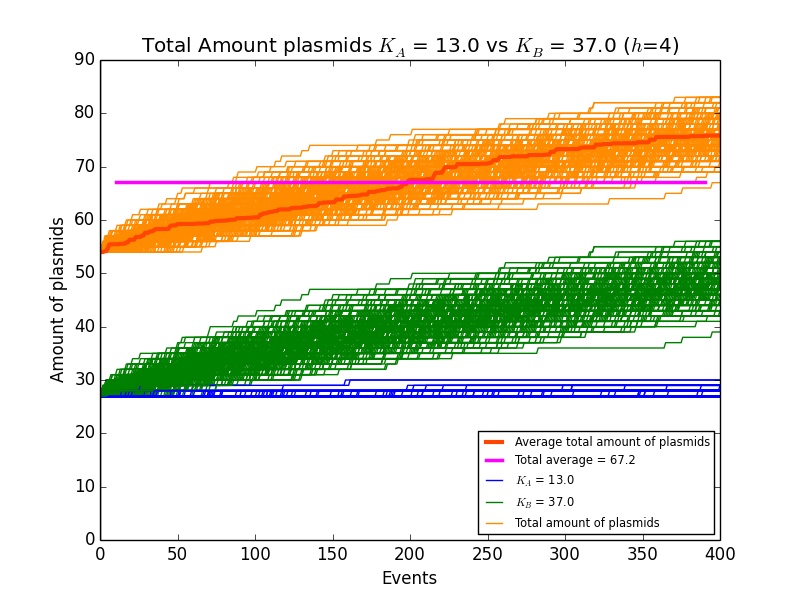 Total Amount plasmids K_A = 13.0 vs K_B = 37.0 (h=4)
90
80
70
60
50
40
30
20
10
0
Amount of plasmids
Average total amount of plasmids
Total average = 67.2
K_A = 13.0
K_B = 37.0
Total amount of plasmids
0 50 100 150 200 250 300 350 400
Events